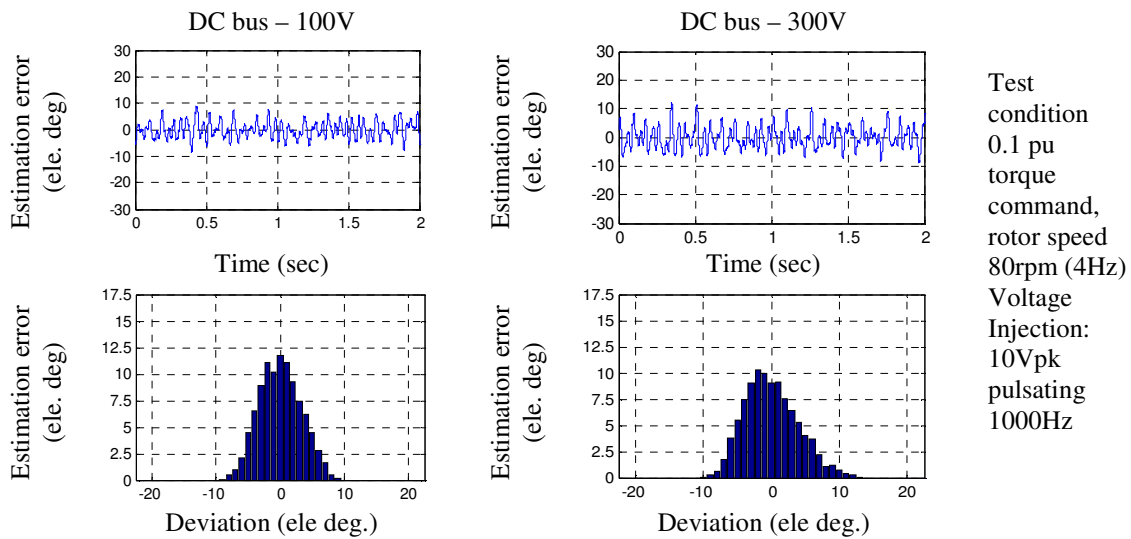 DC bus – 100V
Estimation error
(ele. deg)
30
20
10
0
-10
-20
-30
0
0.5
1
1.5
2
Time (sec)
DC bus – 300V
Estimation error
(ele. deg)
30
20
10
0
-10
-20
-30
0
0.5
1
1.5
2
Time (sec)
Estimation error
(ele. deg)
17.5
15
12.5
10
7.5
5
2.5
0
-20
-10
0
10
20
Deviation (ele deg.)
Estimation error
(ele. deg)
17.5
15
12.5
10
7.5
5
2.5
0
-20
-10
0
10
20
Deviation (ele deg.)
Test
condition
0.1 pu
torque
command,
rotor speed
80rpm (4Hz)
Voltage
Injection:
10Vpk
pulsating
1000Hz